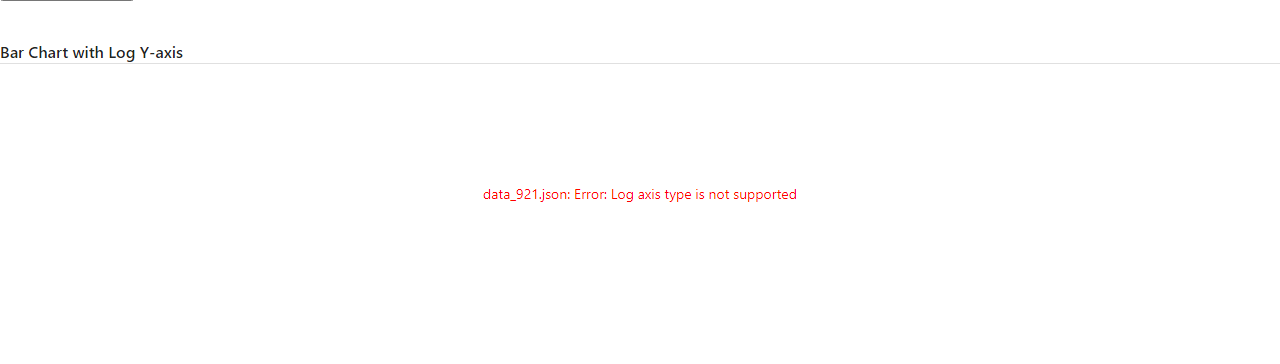 Bar Chart with Log Y-axis
data_921.json: Error: Log axis type is not supported